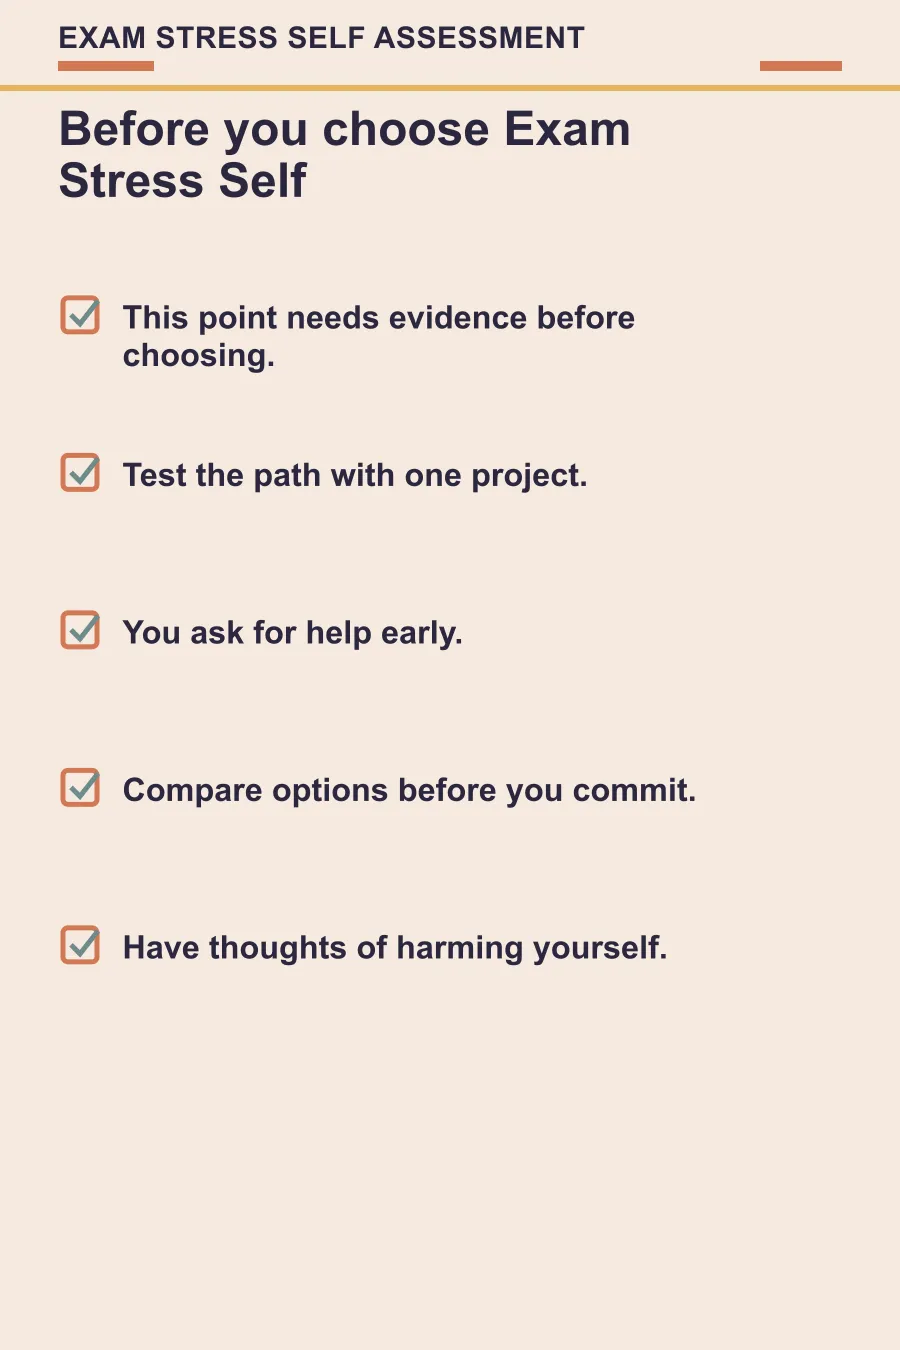 EXAM STRESS SELF ASSESSMENT
Before you choose Exam
Stress Self
This point needs evidence before
choosing.
Test the path with one project.
You ask for help early.
Compare options before you commit.
Have thoughts of harming yourself.